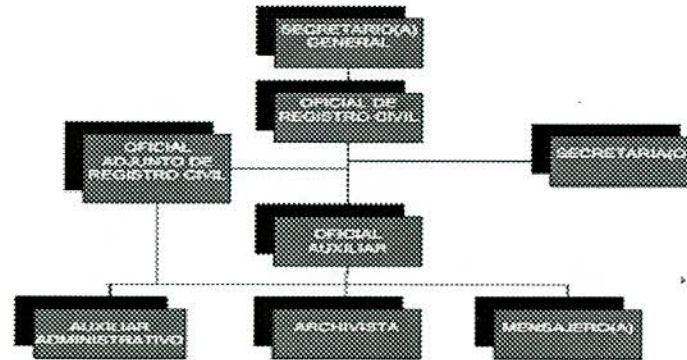 SECRETARIO(A)
GENERAL
OFICIAL DE
REGISTRO CIVIL
OFICIAL
ADJUNTO DE
REGISTRO CIVIL
SECRETARIA(O)
OFICIAL
AUXILIAR
AUXILIAR
ADMINISTRATIVO
ARCHIVISTA
MENSAJERO(A)